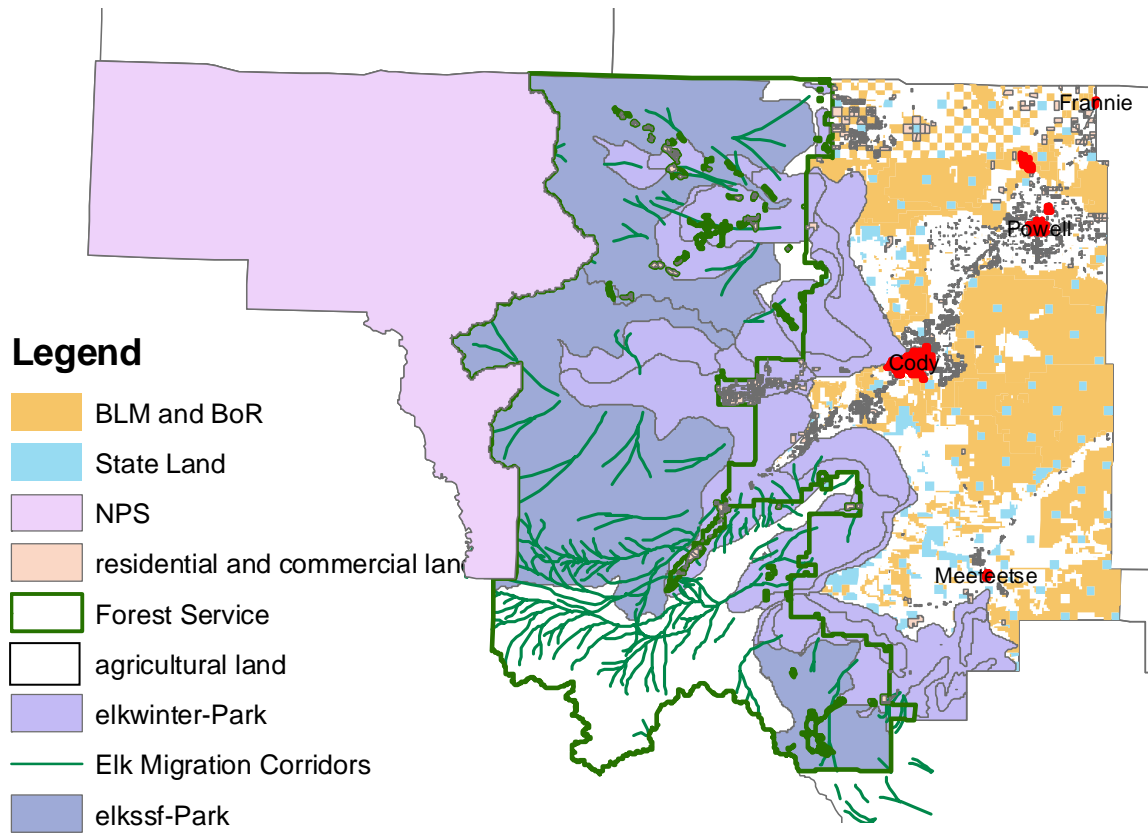 Frannie
Powell
Cody
Meeteetse
Legend
BLM and BoR
State Land
NPS
residential and commercial lan
Forest Service
agricultural land
elkwinter-Park
Elk Migration Corridors
elkssf-Park